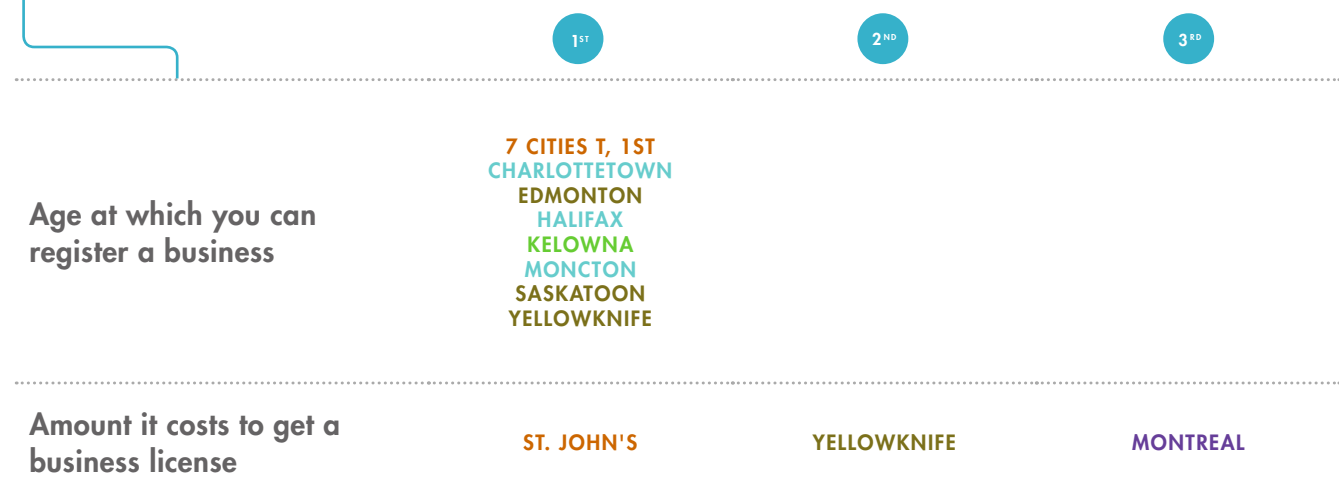 1ST 2ND 3RD
Age at which you can
register a business
7 CITIES T, 1ST
CHARLOTTETOWN
EDMONTON
HALIFAX
KELOWNA
MONCTON
SASKATOON
YELLOWKNIFE
Amount it costs to get a
business license
ST. JOHN'S YELLOWKNIFE MONTREAL